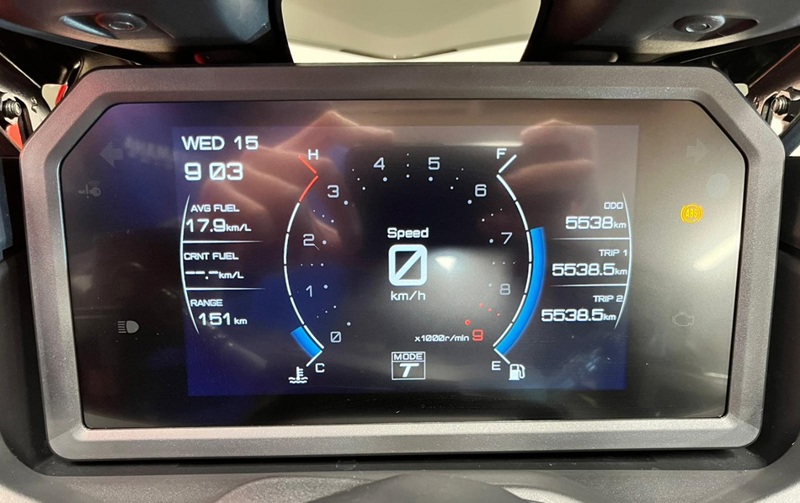 WED 15
9 03
AVG FUEL
17.9km/L
CRNT FUEL
--.-km/L
RANGE
151 km
H
C
0
1
2
3
4
5
6
7
8
9
x1000r/min
Speed
0
km/h
MODE
T
F
E
ODO
5538km
TRIP 1
5538.5km
TRIP 2
5538.5km